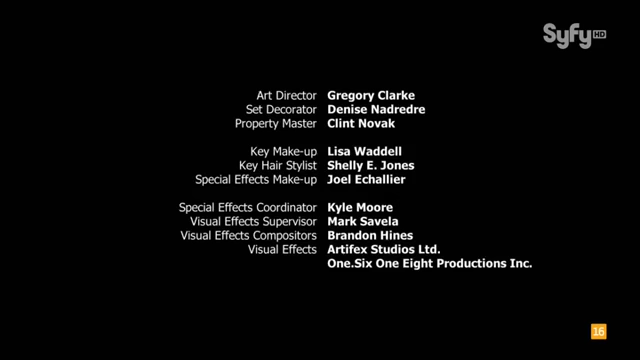 Syfy HD
Art Director Gregory Clarke
Set Decorator Denise Nadredre
Property Master Clint Novak
Key Make-up Lisa Waddell
Key Hair Stylist Shelly E. Jones
Special Effects Make-up Joel Echallier
Special Effects Coordinator Kyle Moore
Visual Effects Supervisor Mark Savela
Visual Effects Compositors Brandon Hines
Visual Effects Artifex Studios Ltd.
One.Six One Eight Productions Inc.
16